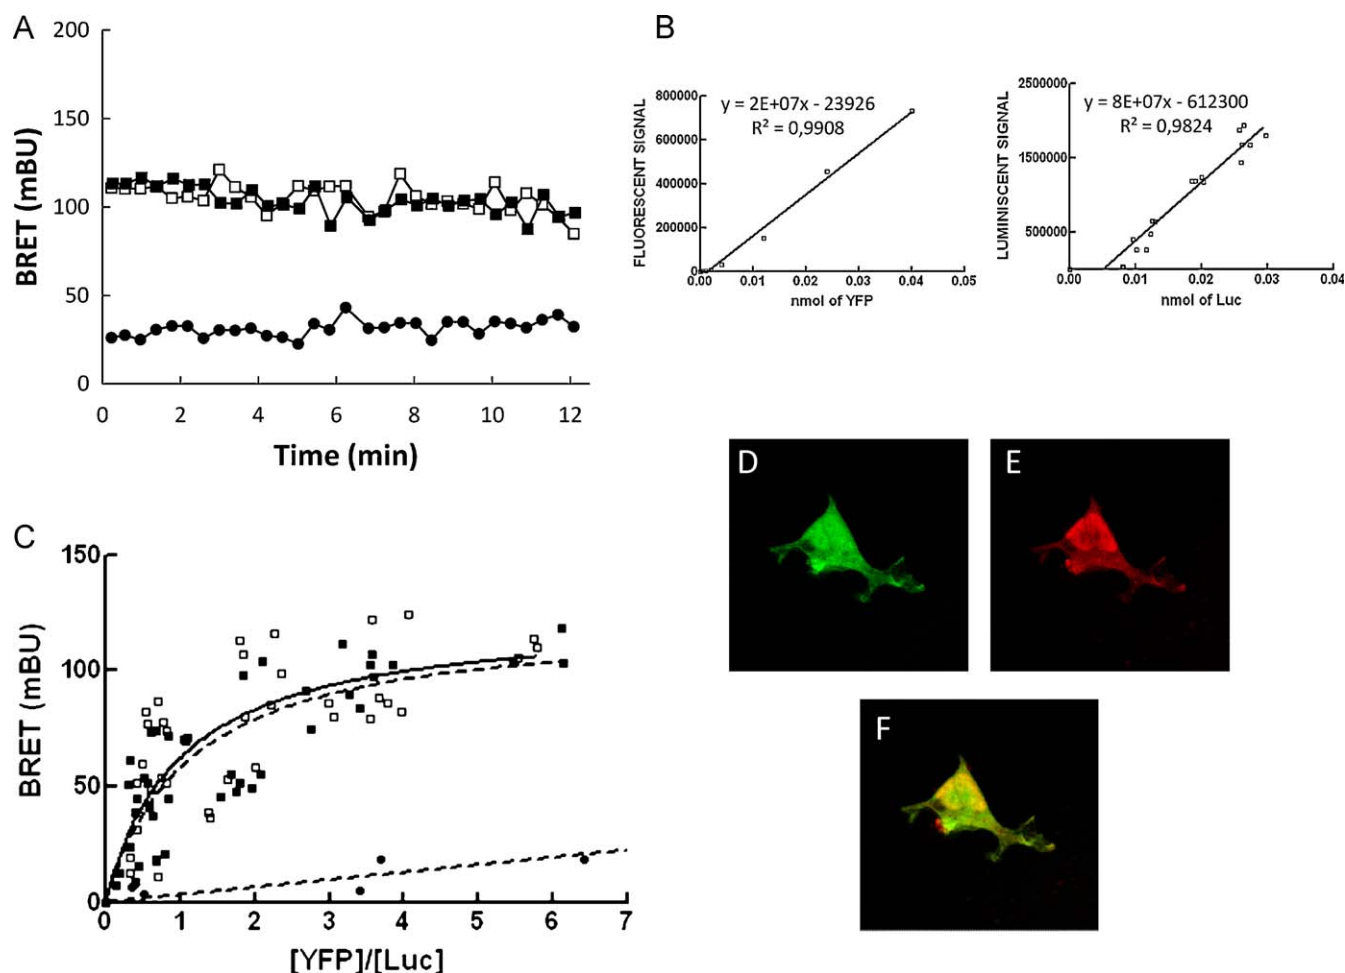 A
200
150
100
50
0
BRET (mBU)
0 2 4 6 8 10 12
Time (min)
B
800000
600000
400000
200000
0
FLUORESCENT SIGNAL
y = 2E+07x - 23926
R² = 0,9908
0.00 0.01 0.02 0.03 0.04 0.05
nmol of YFP
2500000
1500000
500000
LUMINISCENT SIGNAL
y = 8E+07x - 612300
R² = 0,9824
0.01 0.02 0.03 0.04
nmol of Luc
C
150
100
50
0
BRET (mBU)
0 1 2 3 4 5 6 7
[YFP]/[Luc]
D
E
F